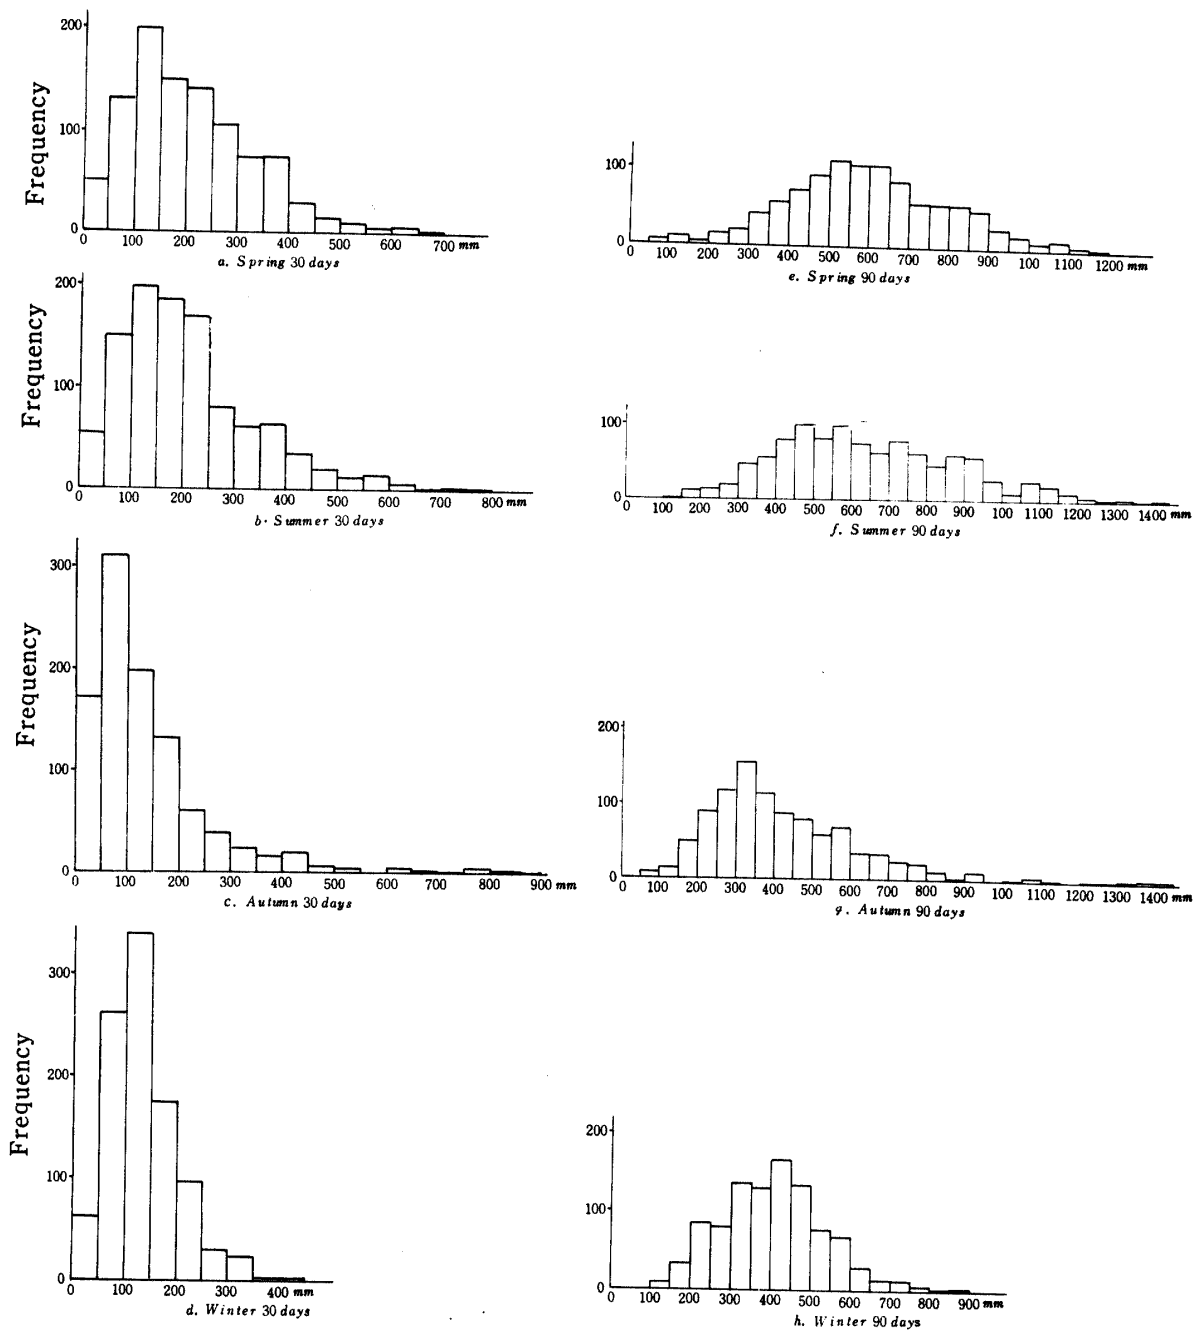 Frequency
200
100
0
0 100 200 300 400 500 600 700 mm
a. Spring 30 days
100
0
0 100 200 300 400 500 600 700 800 900 100 1100 1200 mm
e. Spring 90 days
Frequency
200
100
0
0 100 200 300 400 500 600 700 800 mm
b. Summer 30 days
100
0
0 100 200 300 400 500 600 700 800 900 100 1100 1200 1300 1400 mm
f. Summer 90 days
Frequency
300
200
100
0
0 100 200 300 400 500 600 700 800 900 mm
c. Autumn 30 days
200
100
0
0 100 200 300 400 500 600 700 800 900 100 1100 1200 1300 1400 mm
g. Autumn 90 days
Frequency
300
200
100
0
0 100 200 300 400 mm
d. Winter 30 days
200
100
0
0 100 200 300 400 500 600 700 800 900 mm
h. Winter 90 days